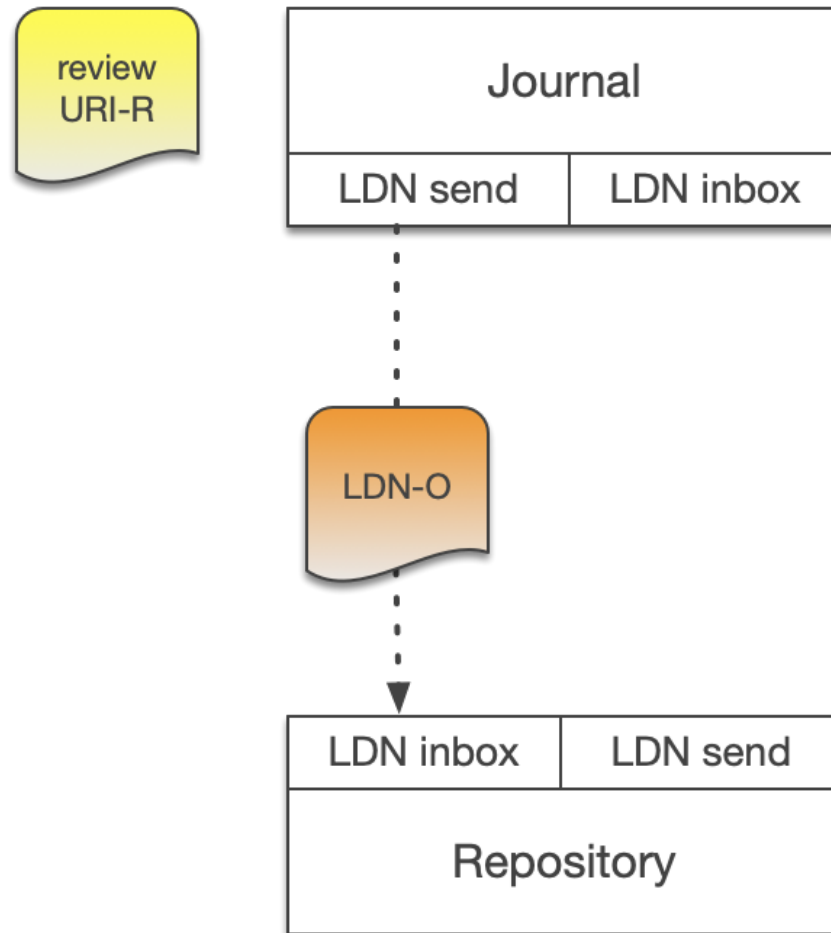 review
URI-R
Journal
LDN send
LDN inbox
LDN-O
LDN inbox
LDN send
Repository